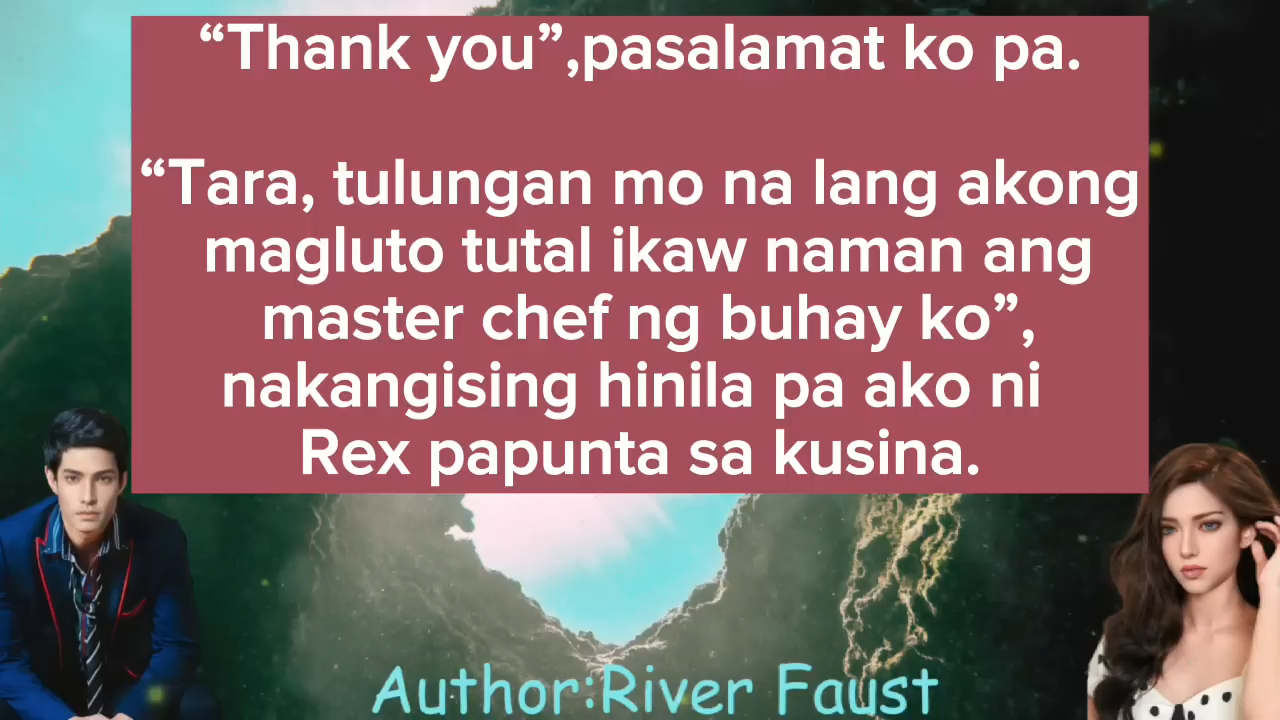 “Thank you”,pasalamat ko pa.
“Tara, tulungan mo na lang akong
magluto tutal ikaw naman ang
master chef ng buhay ko”,
nakangising hinila pa ako ni
Rex papunta sa kusina.
Author:River Faust